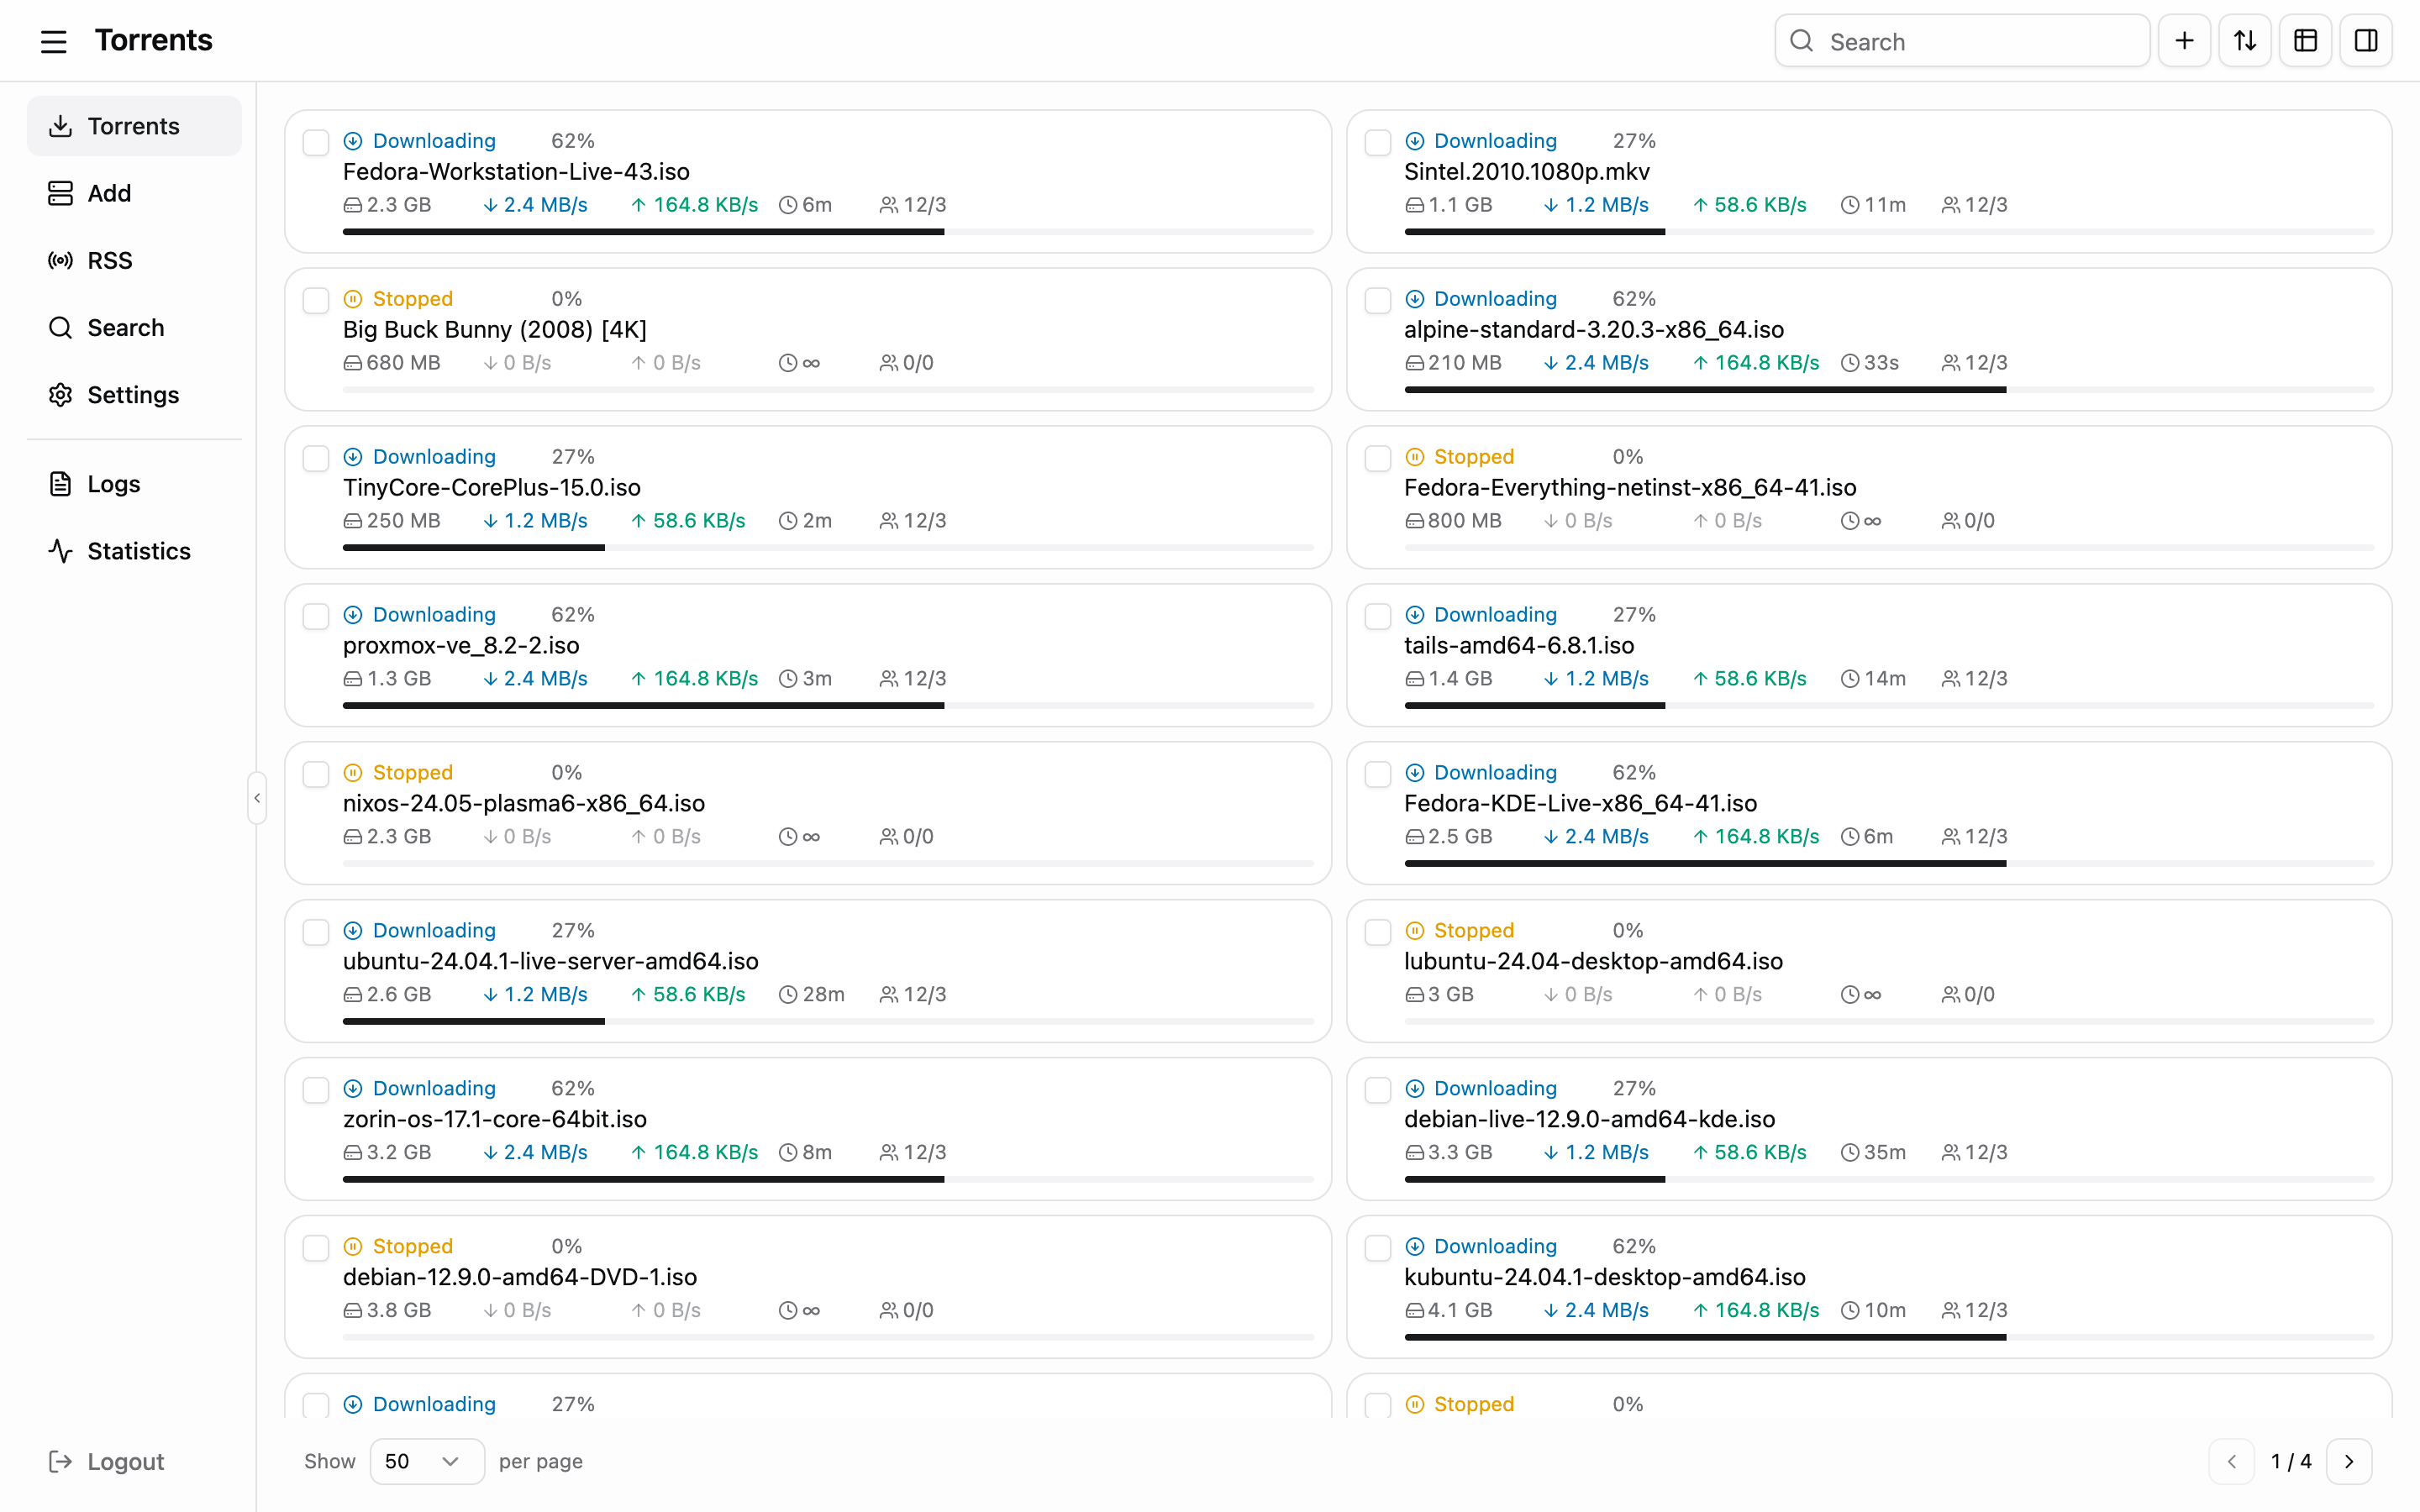 Torrents
Search
Torrents
Add
RSS
Search
Settings
Logs
Statistics
Logout
Downloading 62%
Fedora-Workstation-Live-43.iso
2.3 GB 2.4 MB/s 164.8 KB/s 6m 12/3
Downloading 27%
Sintel.2010.1080p.mkv
1.1 GB 1.2 MB/s 58.6 KB/s 11m 12/3
Stopped 0%
Big Buck Bunny (2008) [4K]
680 MB 0 B/s 0 B/s ∞ 0/0
Downloading 62%
alpine-standard-3.20.3-x86_64.iso
210 MB 2.4 MB/s 164.8 KB/s 33s 12/3
Downloading 27%
TinyCore-CorePlus-15.0.iso
250 MB 1.2 MB/s 58.6 KB/s 2m 12/3
Stopped 0%
Fedora-Everything-netinst-x86_64-41.iso
800 MB 0 B/s 0 B/s ∞ 0/0
Downloading 62%
proxmox-ve_8.2-2.iso
1.3 GB 2.4 MB/s 164.8 KB/s 3m 12/3
Downloading 27%
tails-amd64-6.8.1.iso
1.4 GB 1.2 MB/s 58.6 KB/s 14m 12/3
Stopped 0%
nixos-24.05-plasma6-x86_64.iso
2.3 GB 0 B/s 0 B/s ∞ 0/0
Downloading 62%
Fedora-KDE-Live-x86_64-41.iso
2.5 GB 2.4 MB/s 164.8 KB/s 6m 12/3
Downloading 27%
ubuntu-24.04.1-live-server-amd64.iso
2.6 GB 1.2 MB/s 58.6 KB/s 28m 12/3
Stopped 0%
lubuntu-24.04-desktop-amd64.iso
3 GB 0 B/s 0 B/s ∞ 0/0
Downloading 62%
zorin-os-17.1-core-64bit.iso
3.2 GB 2.4 MB/s 164.8 KB/s 8m 12/3
Downloading 27%
debian-live-12.9.0-amd64-kde.iso
3.3 GB 1.2 MB/s 58.6 KB/s 35m 12/3
Stopped 0%
debian-12.9.0-amd64-DVD-1.iso
3.8 GB 0 B/s 0 B/s ∞ 0/0
Downloading 62%
kubuntu-24.04.1-desktop-amd64.iso
4.1 GB 2.4 MB/s 164.8 KB/s 10m 12/3
Downloading 27%
Stopped 0%
Show 50 per page
1 / 4